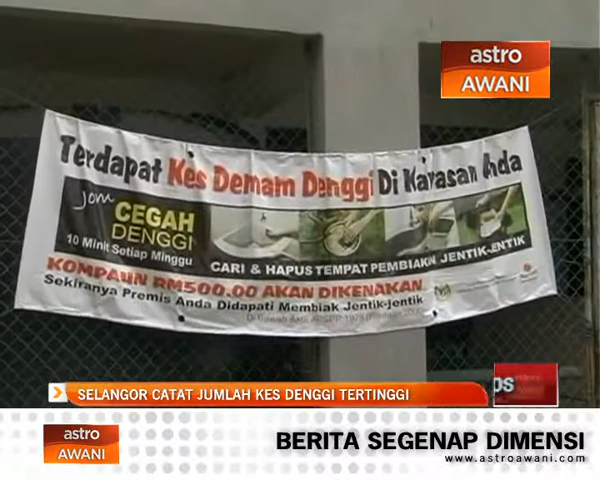 astro
AWANI
Terdapat Kes Demam Denggi Di Kawasan Anda
Jom
CEGAH
DENGGI
10 Minit Setiap Minggu
CARI & HAPUS TEMPAT PEMBIAKN JENTIK-JENTIK
KOMPAUN RM500.00 AKAN DIKENAKAN
Sekiranya Premis Anda Didapati Membiak Jentik-jentik
SELANGOR CATAT JUMLAH KES DENGGI TERTINGGI
ps
astro
AWANI
BERITA SEGENAP DIMENSI
www.astroawani.com